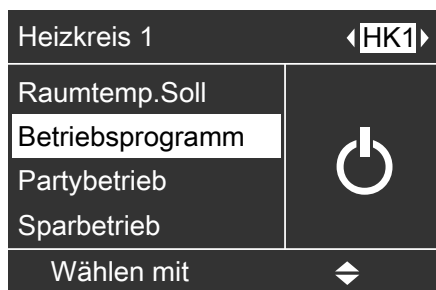 Heizkreis 1 HK1
Raumtemp.Soll
Betriebsprogramm
Partybetrieb
Sparbetrieb
Wählen mit